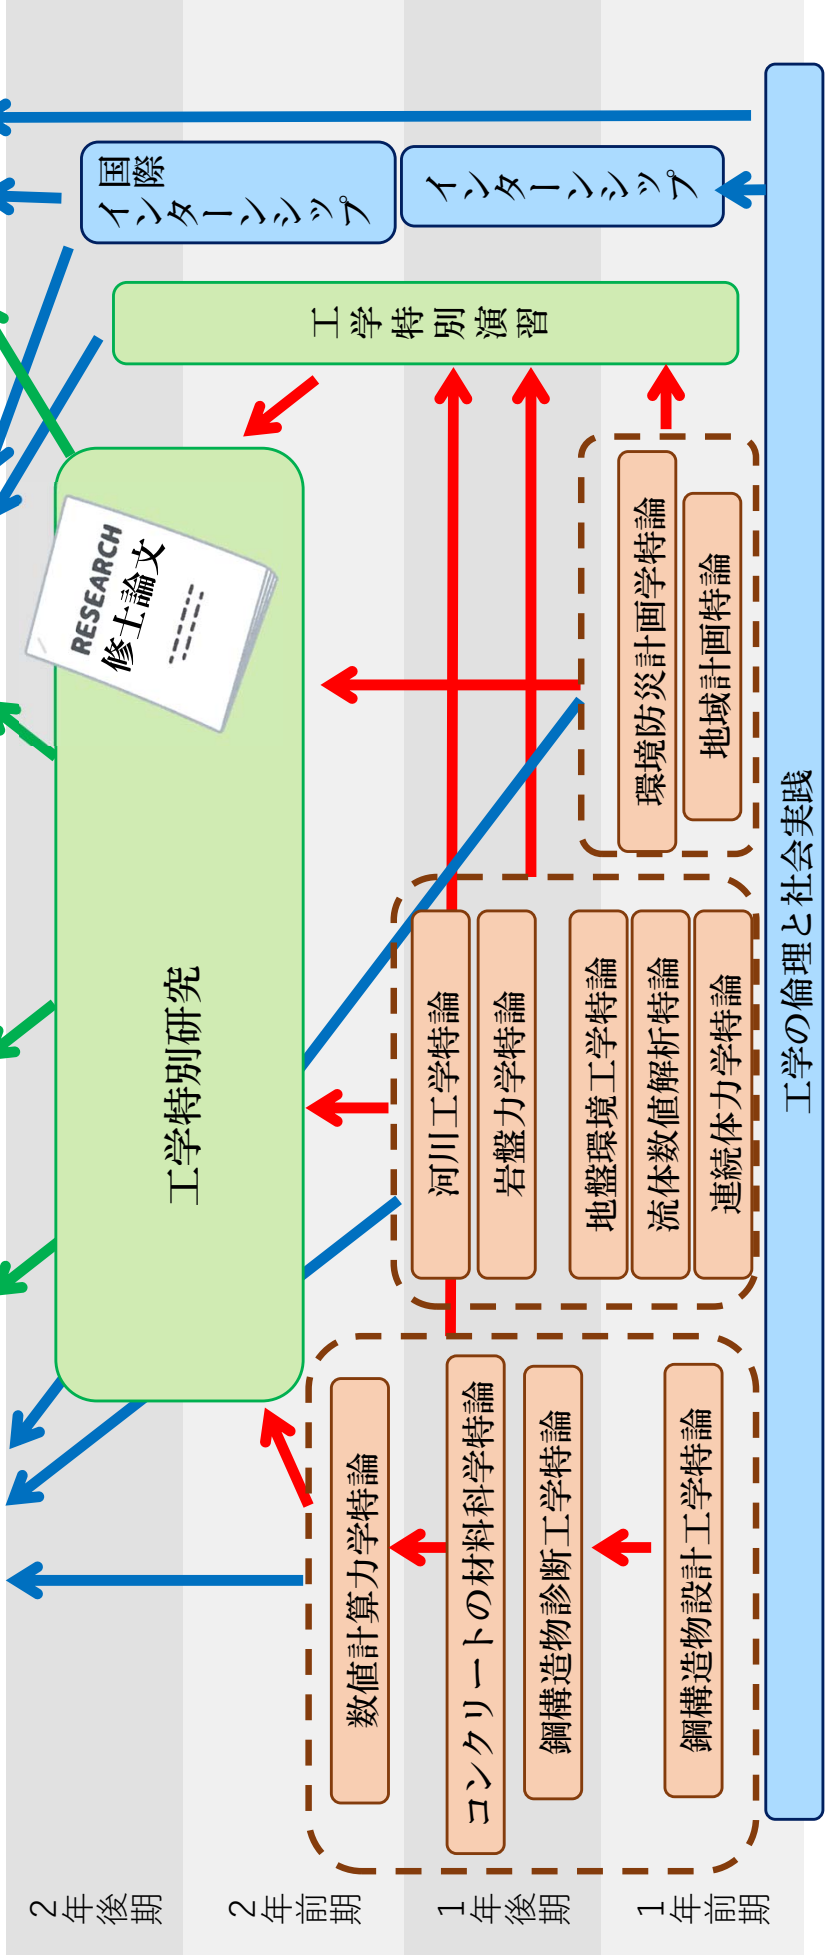 2年後期
2年前期
1年後期
1年前期
工学特別研究
RESEARCH
修士論文
国際
インターンシップ
インターンシップ
工学特別演習
数値計算力学特論
コンクリートの材料科学特論
鋼構造物診断工学特論
鋼構造物設計工学特論
河川工学特論
岩盤力学特論
地盤環境工学特論
流体数値解析特論
連続体力学特論
環境防災計画学特論
地域計画特論
工学の倫理と社会実践